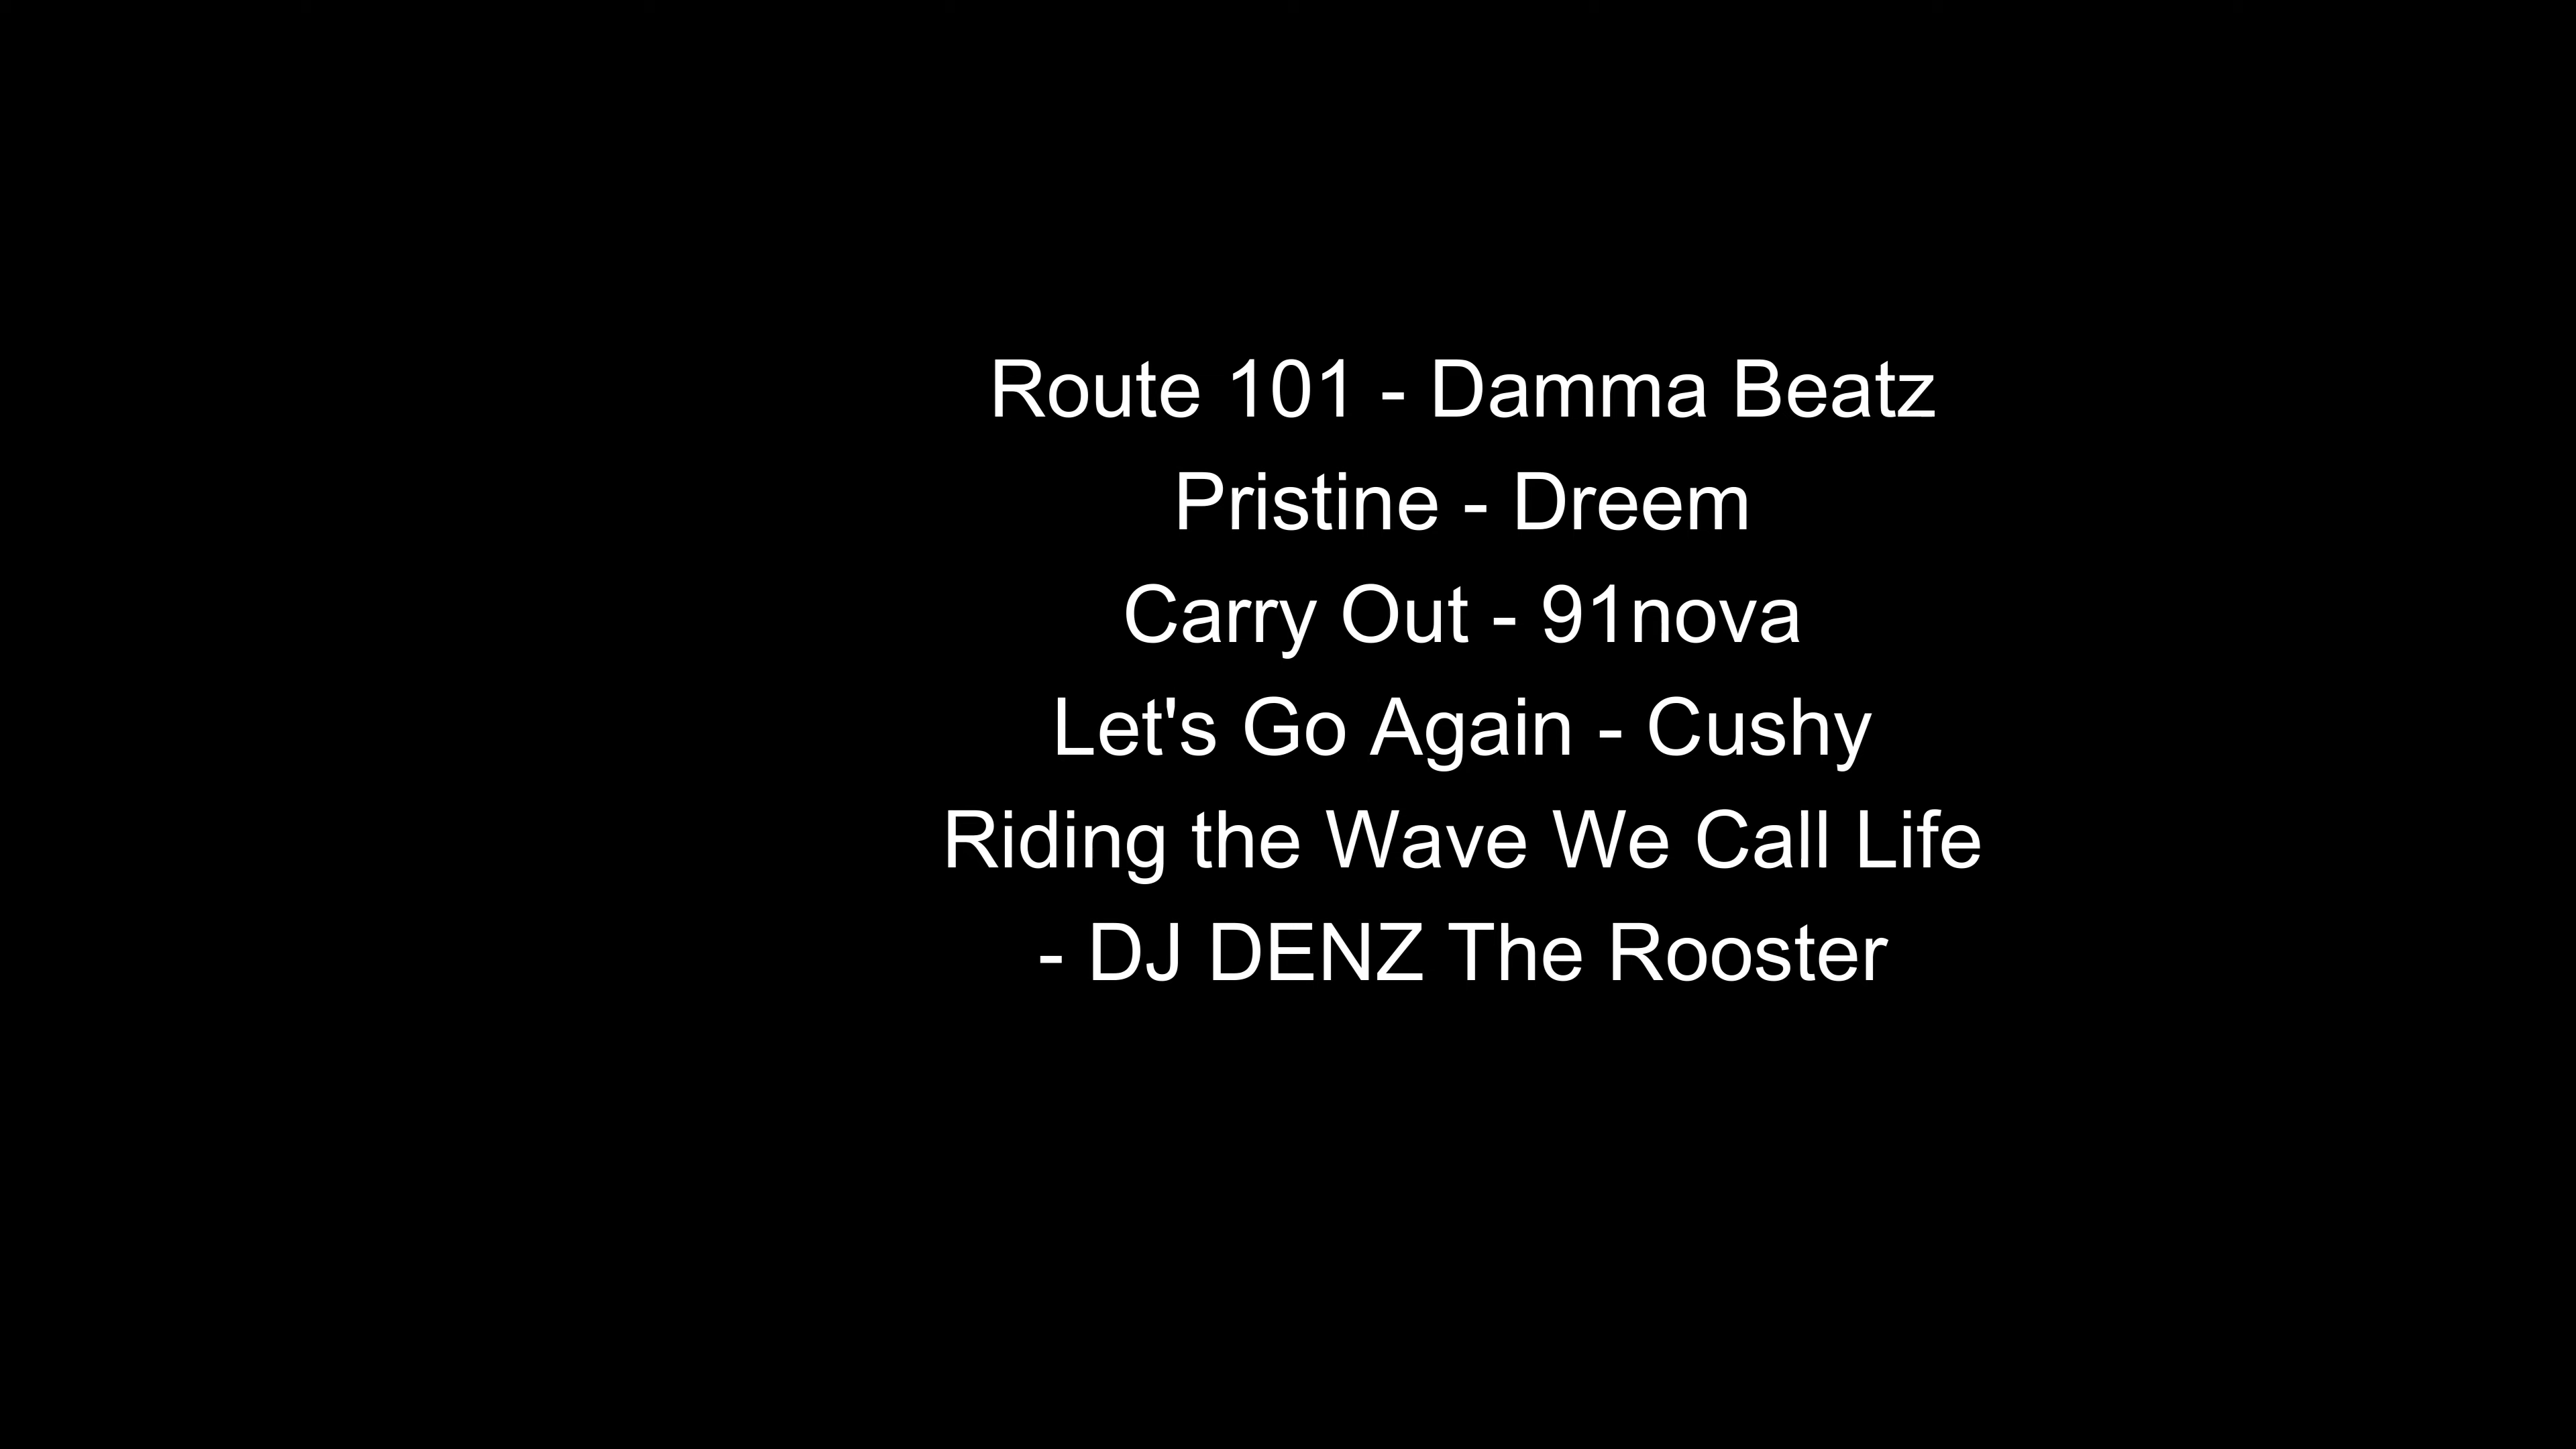 Route 101 - Damma Beatz
Pristine - Dreem
Carry Out - 91nova
Let's Go Again - Cushy
Riding the Wave We Call Life
- DJ DENZ The Rooster